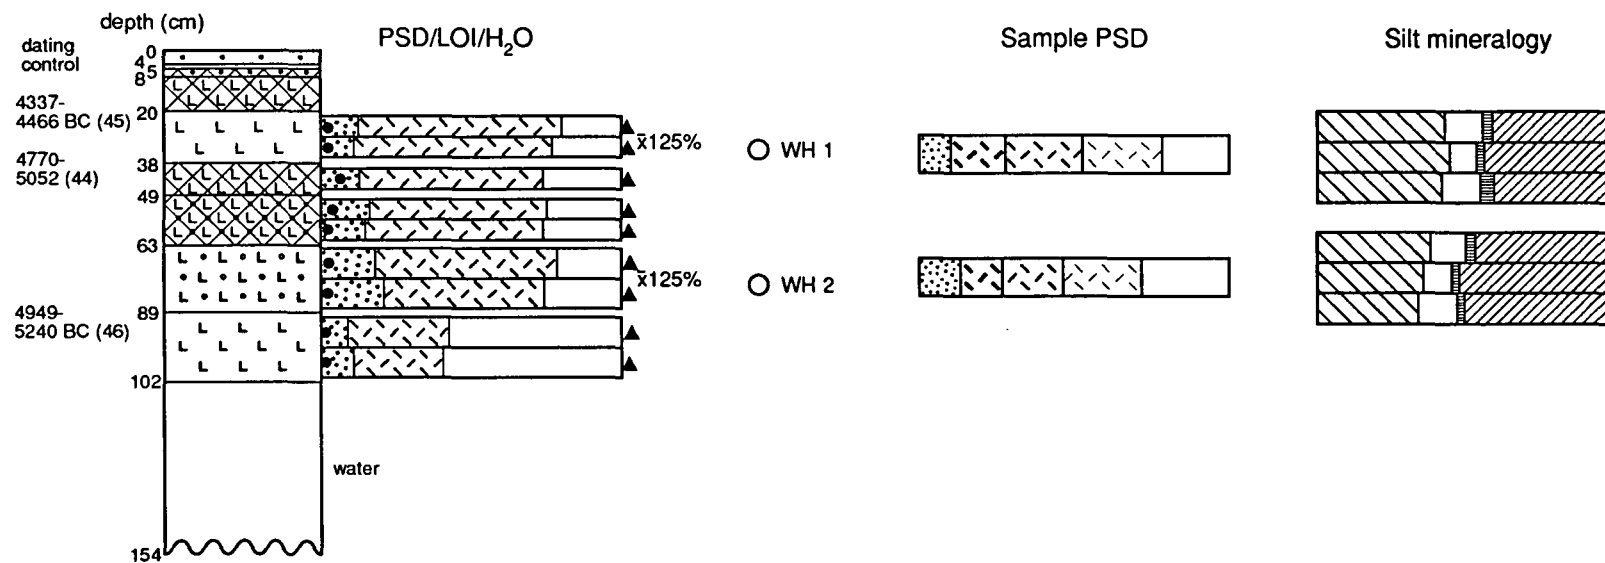 depth (cm)
PSD/LOI/H2O
Sample PSD
Silt mineralogy
dating
control
0
4
5
8
4337-
4466 BC (45)
20
x̄125%
WH 1
4770-
5052 (44)
38
49
63
x̄125%
WH 2
4949-
5240 BC (46)
89
102
water
154